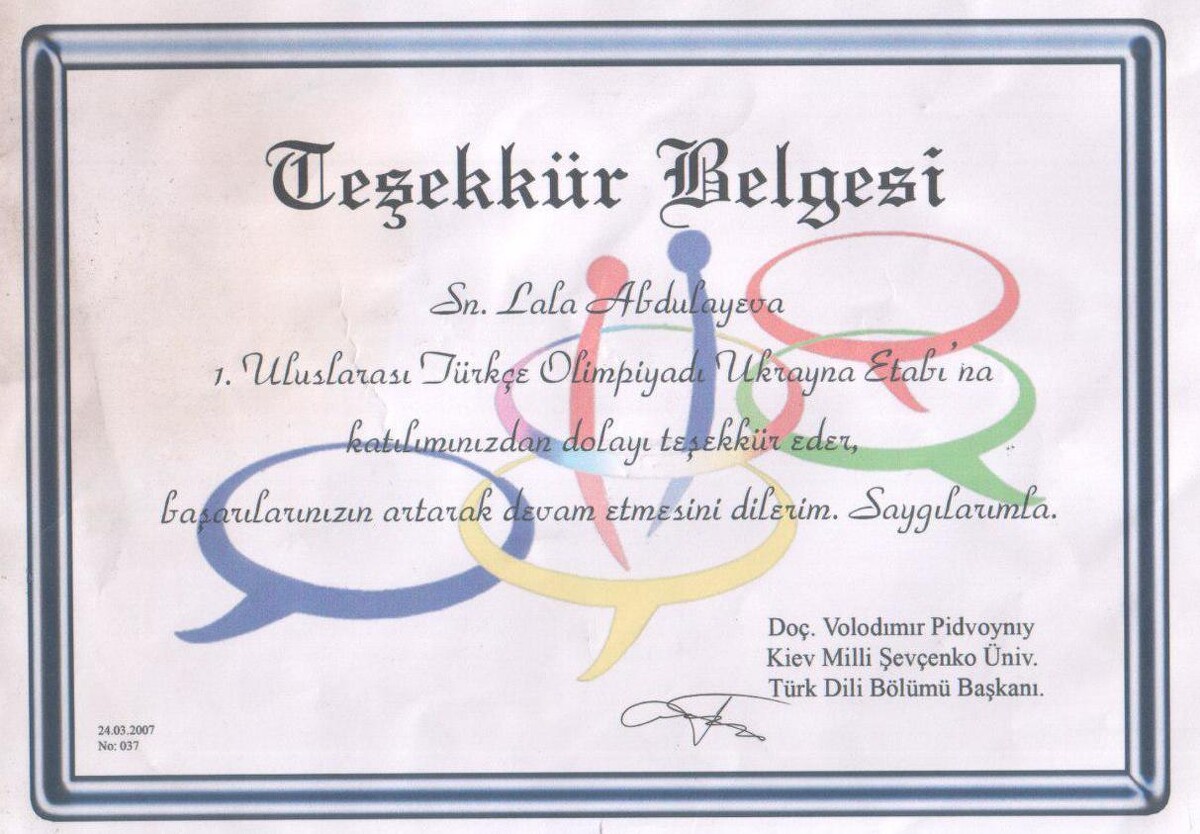 Teşekkür Belgesi
Sn. Lala Abdulayeva
1. Uluslarası Türkçe Olimpiyadı Ukrayna Etabı'na
katılımınızdan dolayı teşekkür eder,
başarılarınızın artarak devam etmesini dilerim. Saygılarımla.
Doç. Volodımır Pidvoynıy
Kiev Milli Şevçenko Üniv.
Türk Dili Bölümü Başkanı.
24.03.2007
No: 037